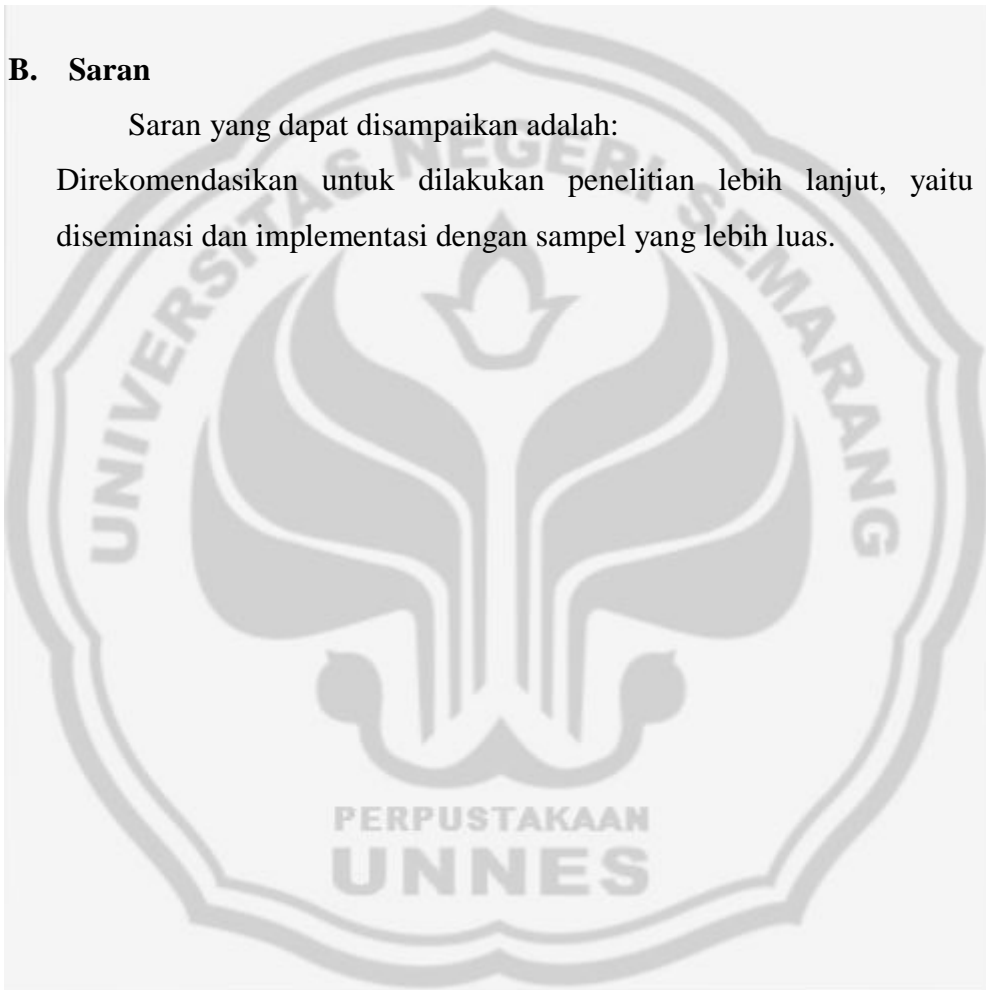 B. Saran
Saran yang dapat disampaikan adalah:
Direkomendasikan untuk dilakukan penelitian lebih lanjut, yaitu
diseminasi dan implementasi dengan sampel yang lebih luas.
UNIVERSITAS NEGERI SEMARANG
PERPUSTAKAAN
UNNES